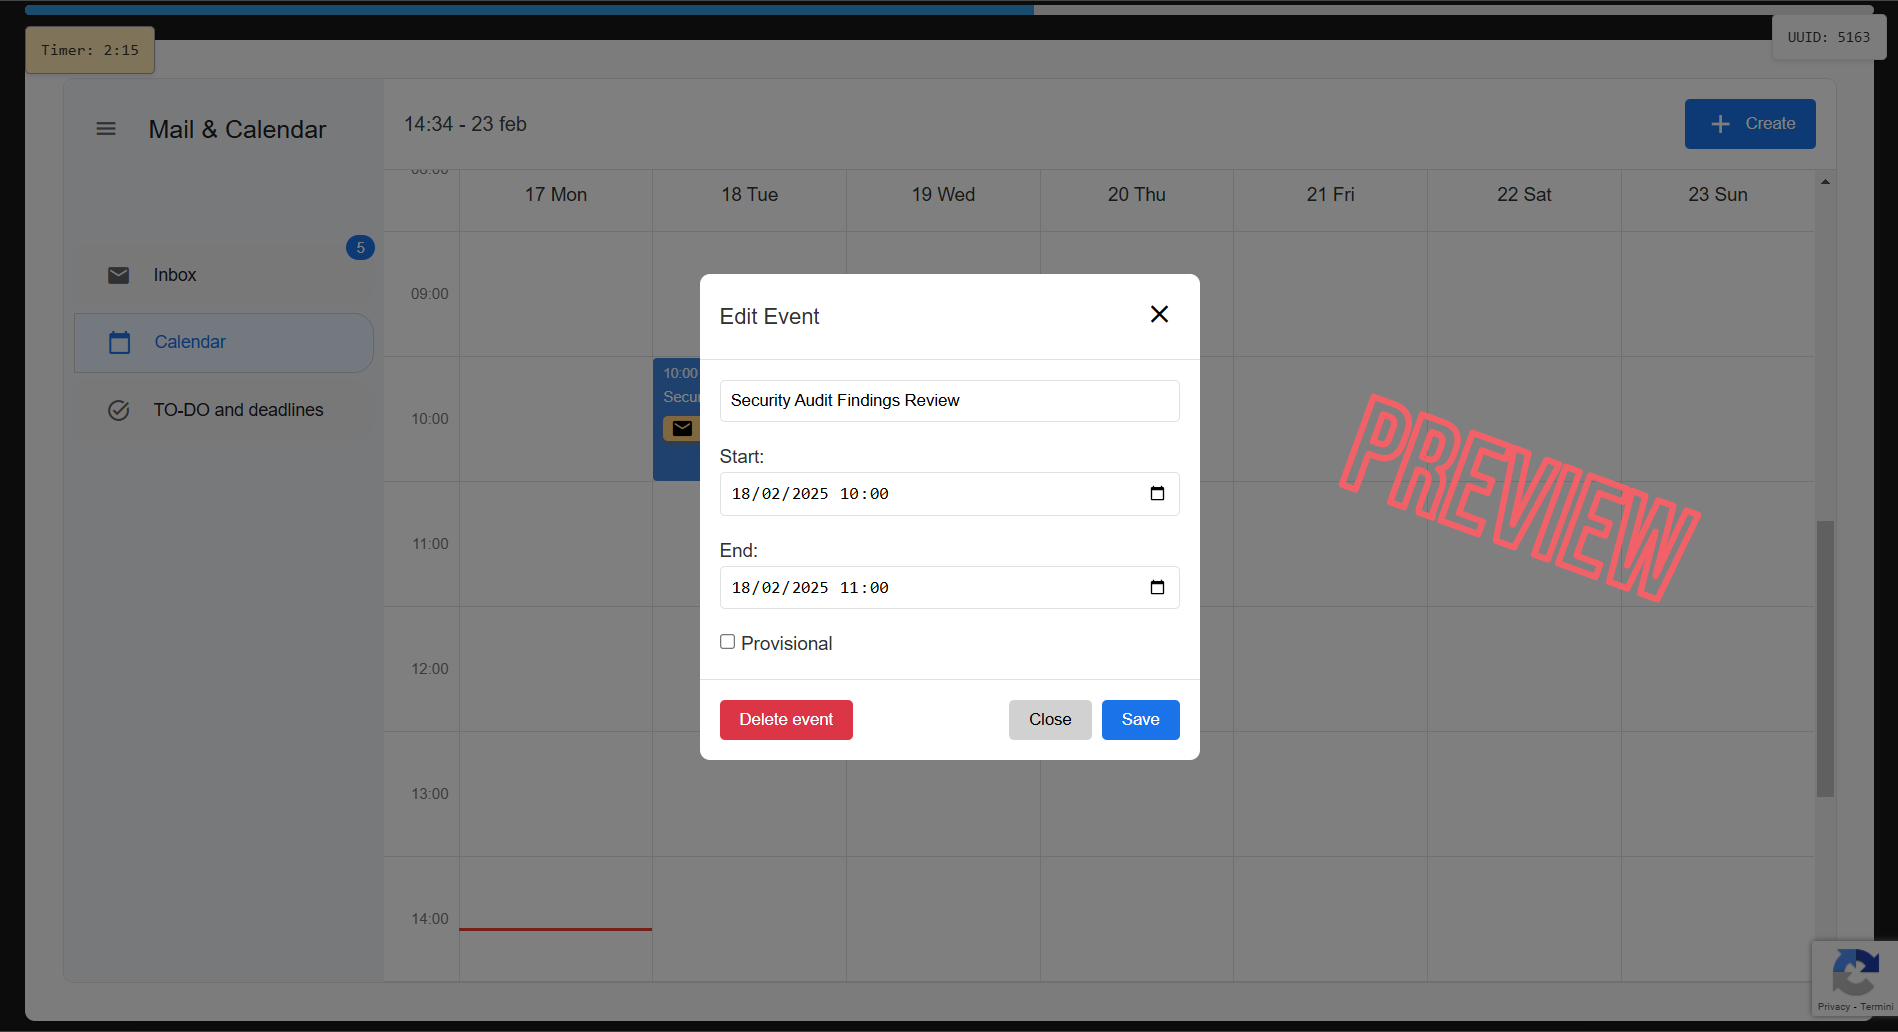 Timer: 2:15
UUID: 5163
Mail & Calendar
14:34 - 23 feb
Create
08:00
17 Mon
18 Tue
19 Wed
20 Thu
21 Fri
22 Sat
23 Sun
5
Inbox
Calendar
TO-DO and deadlines
09:00
10:00
11:00
12:00
13:00
14:00
10:00
Secur
Edit Event
Security Audit Findings Review
Start:
18/02/2025 10:00
End:
18/02/2025 11:00
Provisional
Delete event
Close
Save
PREVIEW
Privacy - Termini